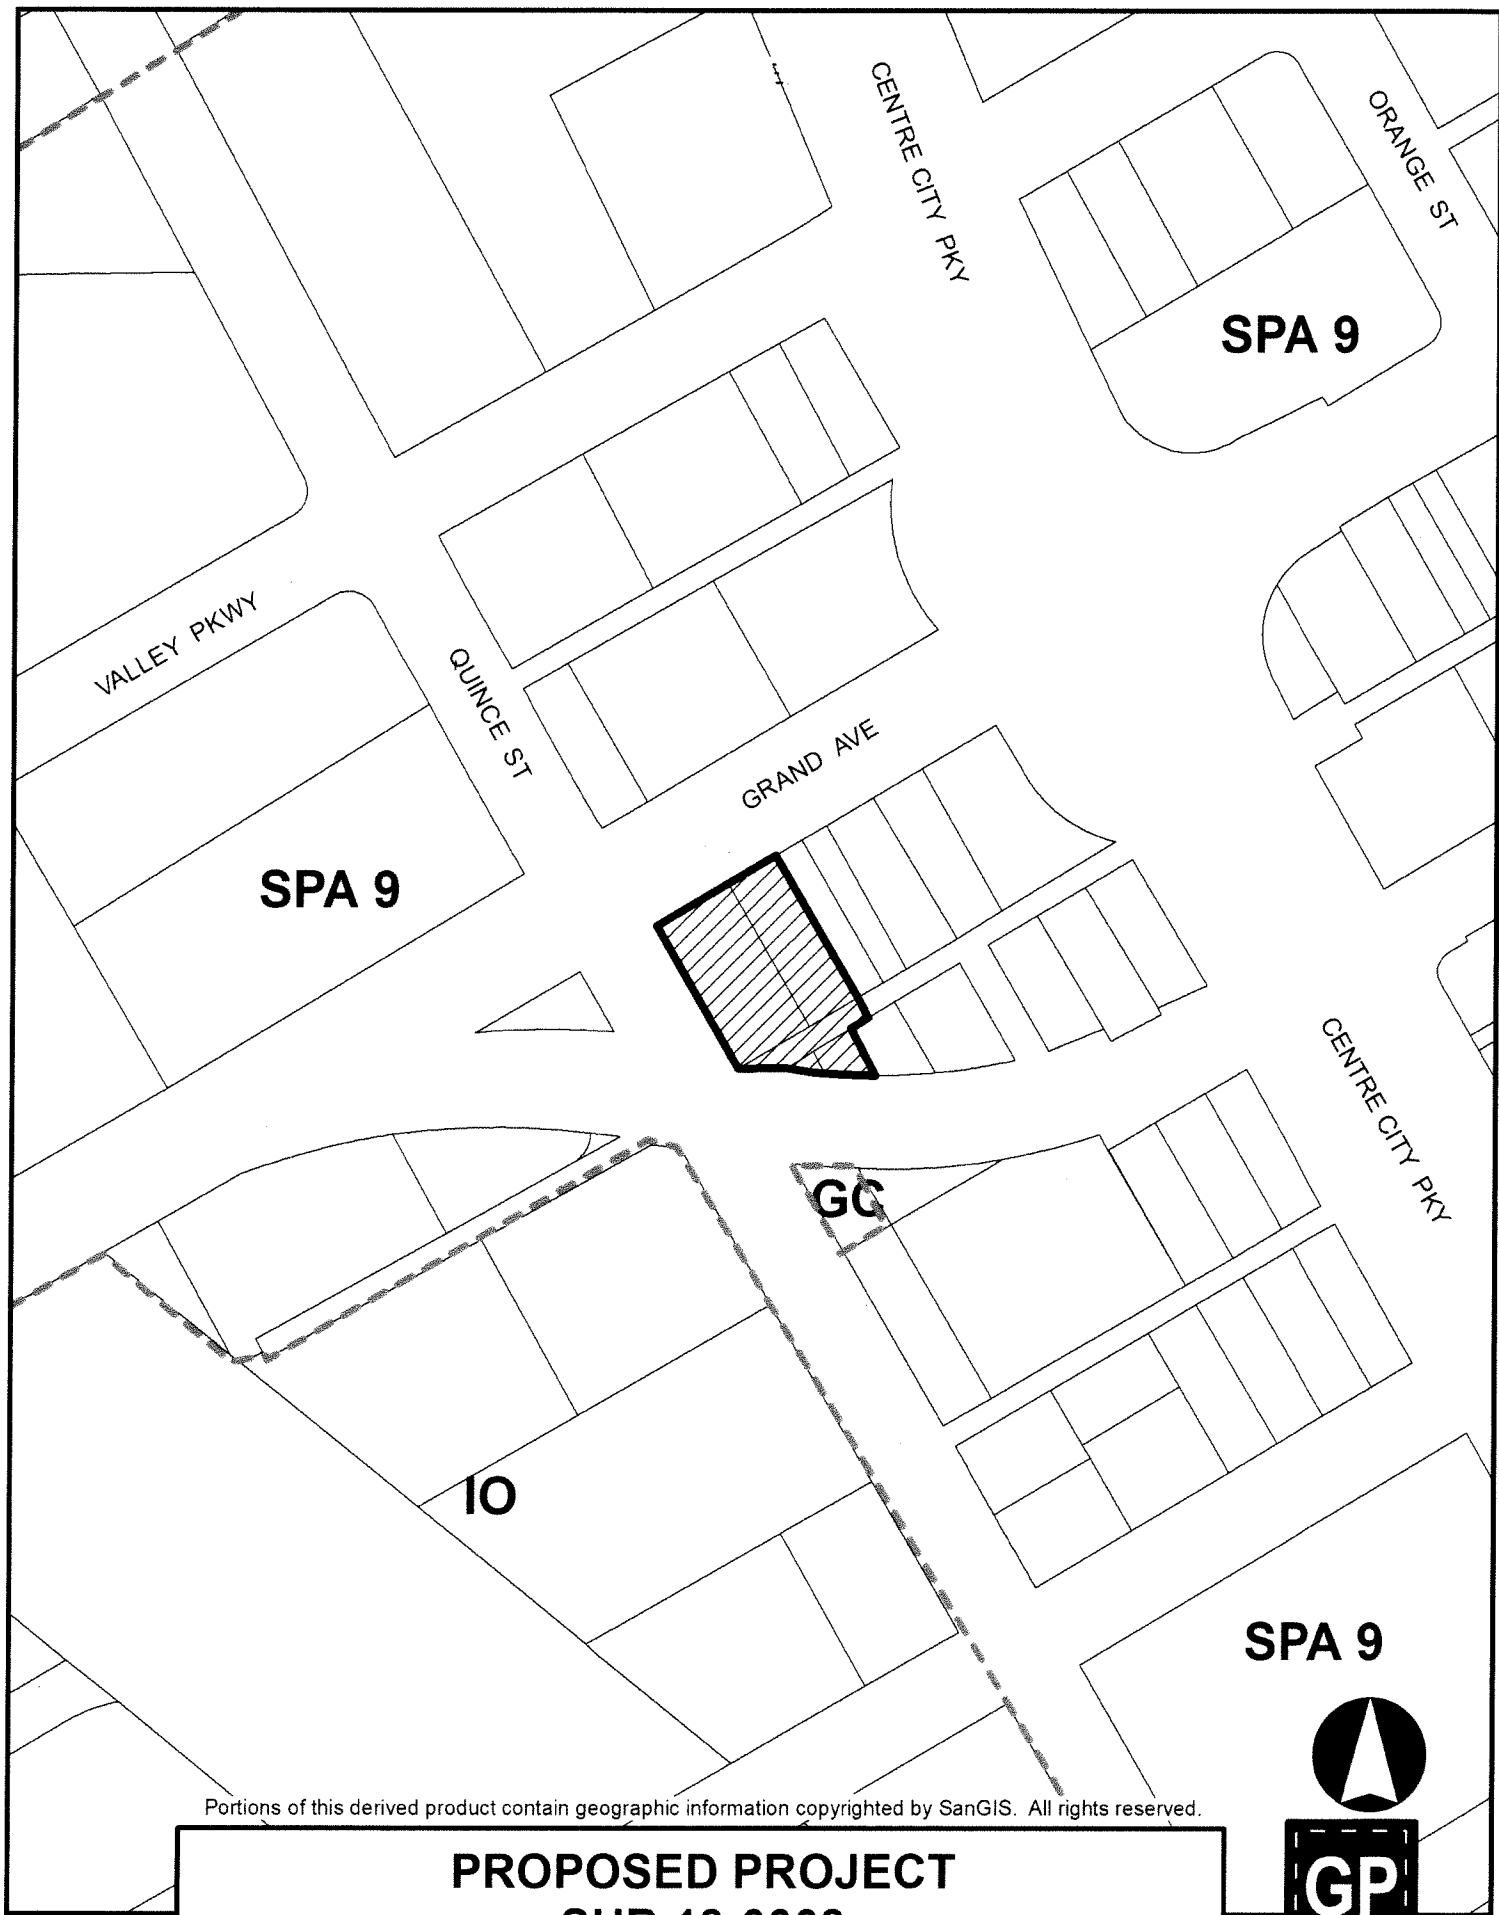 CENTRE CITY PKY
ORANGE ST
SPA 9
VALLEY PKWY
QUINCE ST
GRAND AVE
SPA 9
CENTRE CITY PKY
GC
IO
SPA 9
Portions of this derived product contain geographic information copyrighted by SanGIS. All rights reserved.
PROPOSED PROJECT
GP